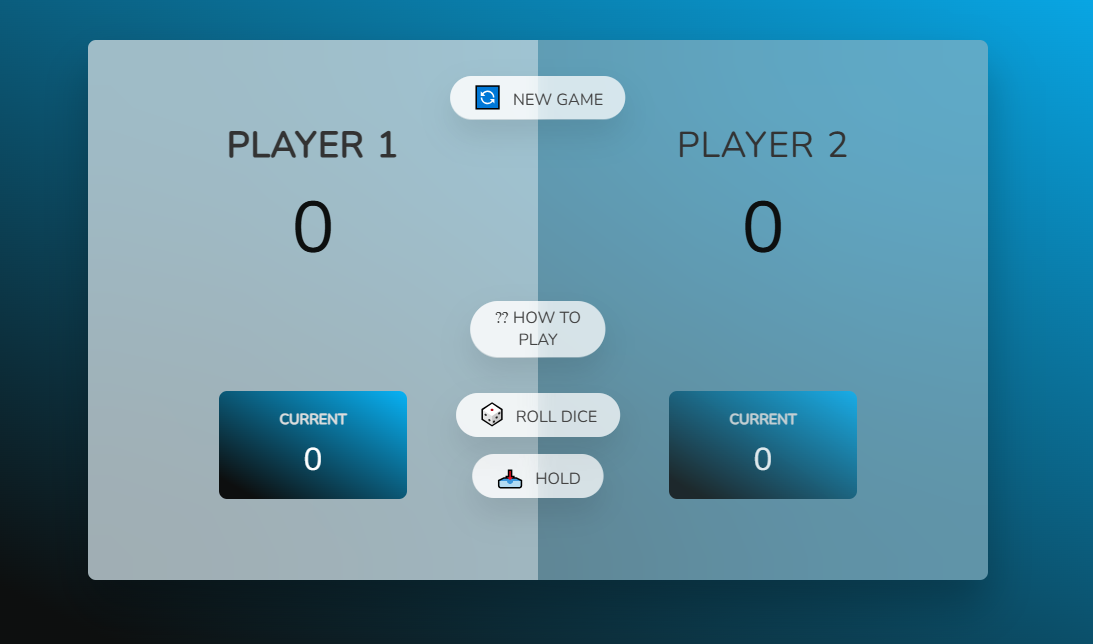 🔄 NEW GAME
PLAYER 1
0
PLAYER 2
0
?? HOW TO
PLAY
CURRENT
0
🎲 ROLL DICE
📥 HOLD
CURRENT
0